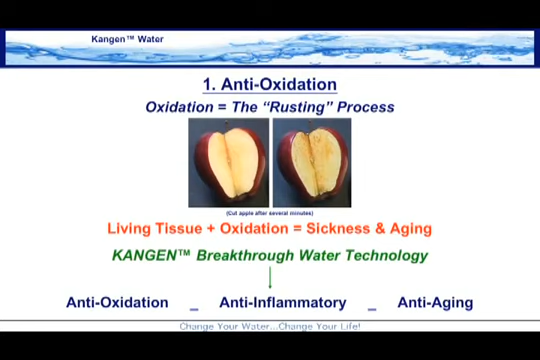 Kangen™ Water
1. Anti-Oxidation
Oxidation = The “Rusting” Process
(Cut apple after several minutes)
Living Tissue + Oxidation = Sickness & Aging
KANGEN™ Breakthrough Water Technology
Anti-Oxidation _ Anti-Inflammatory _ Anti-Aging
Change Your Water...Change Your Life!